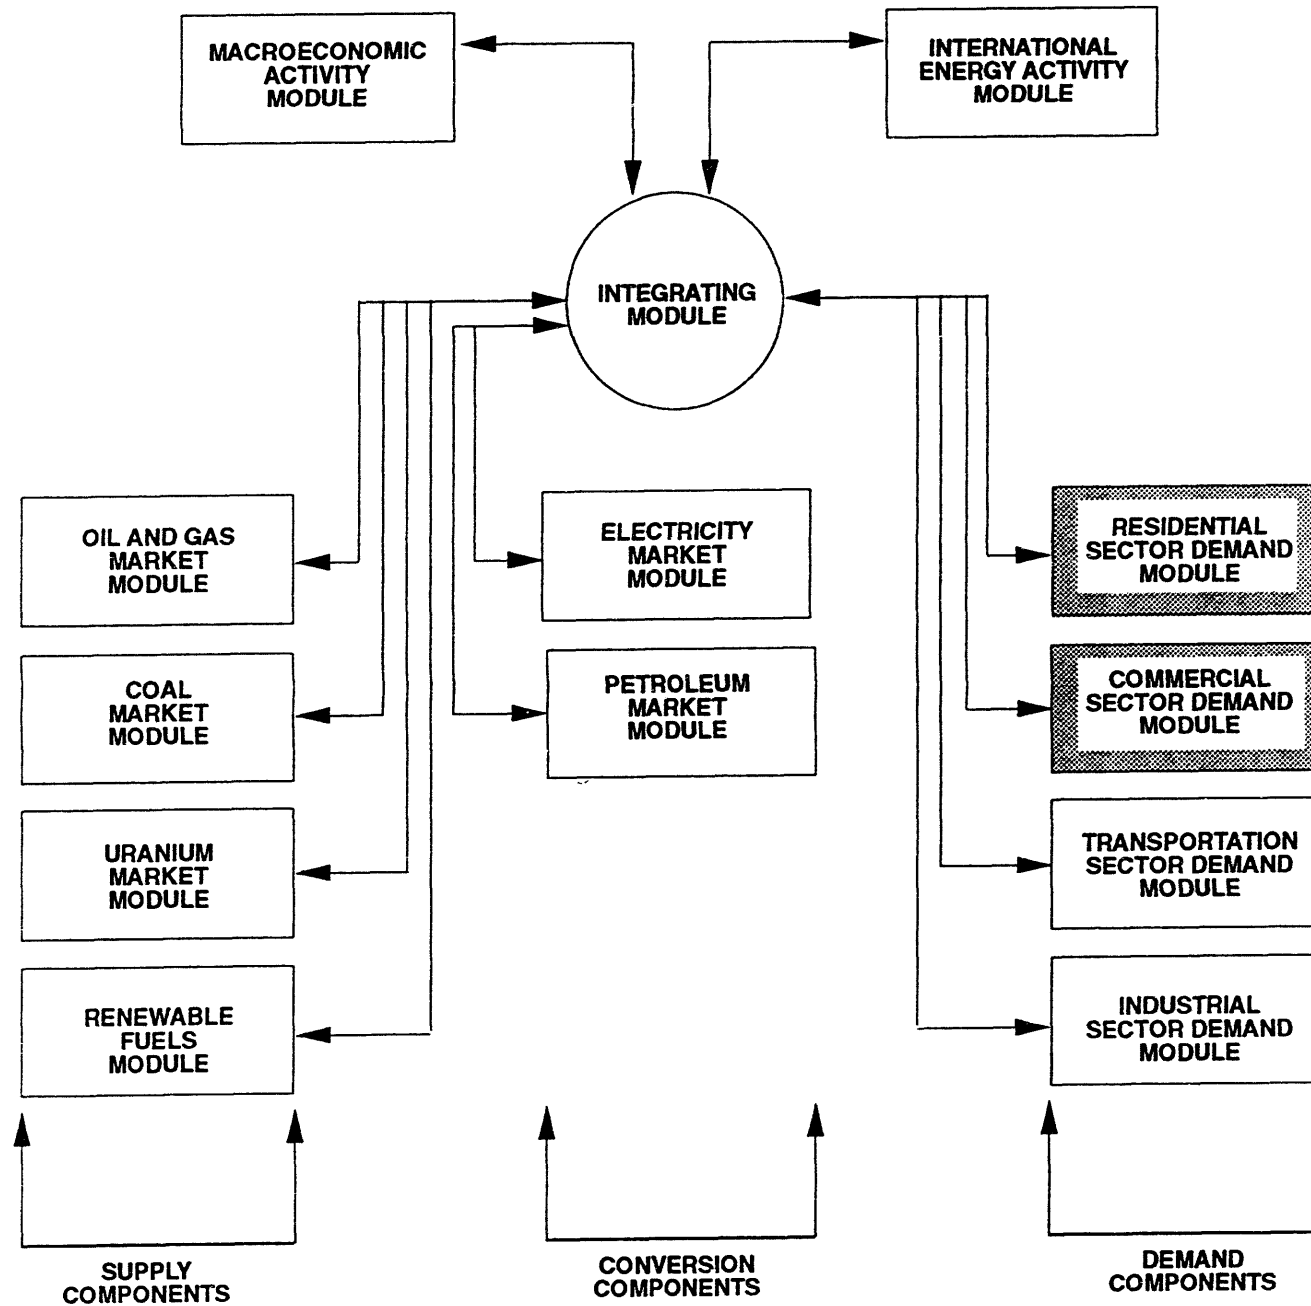 MACROECONOMIC
ACTIVITY
MODULE
INTERNATIONAL
ENERGY ACTIVITY
MODULE
INTEGRATING
MODULE
OIL AND GAS
MARKET
MODULE
ELECTRICITY
MARKET
MODULE
RESIDENTIAL
SECTOR DEMAND
MODULE
COAL
MARKET
MODULE
PETROLEUM
MARKET
MODULE
COMMERCIAL
SECTOR DEMAND
MODULE
URANIUM
MARKET
MODULE
TRANSPORTATION
SECTOR DEMAND
MODULE
RENEWABLE
FUELS
MODULE
INDUSTRIAL
SECTOR DEMAND
MODULE
SUPPLY
COMPONENTS
CONVERSION
COMPONENTS
DEMAND
COMPONENTS